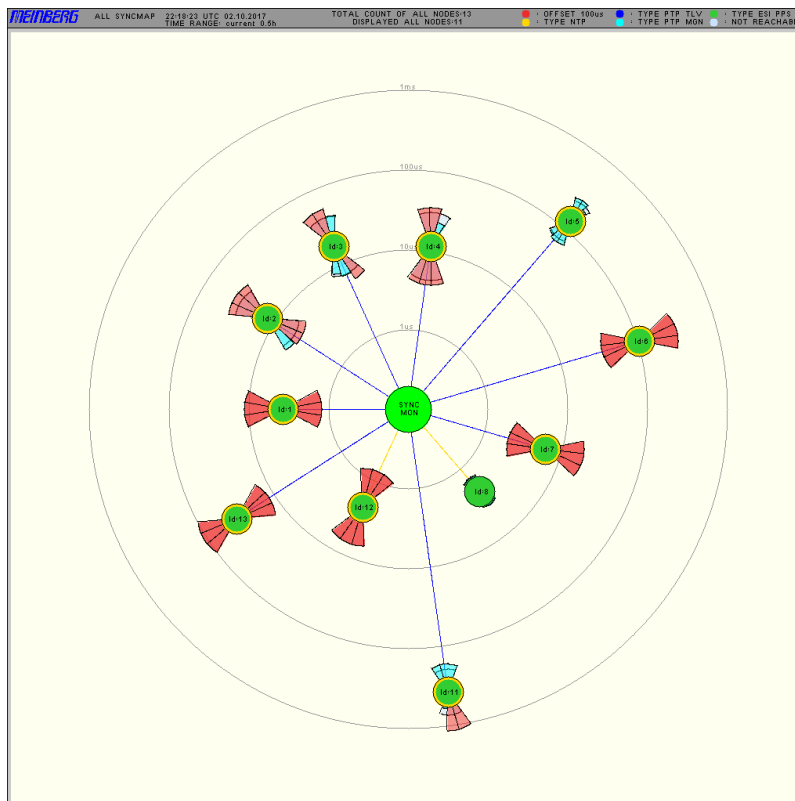 MEINBERG ALL SYNCMAP 22:18:23 UTC 02.10.2017 TOTAL COUNT OF ALL NODES:13 : OFFSET 100us : TYPE PTP TLV : TYPE ESI PPS
TIME RANGE: current 0.5h DISPLAYED ALL NODES:11 : TYPE NTP : TYPE PTP MON : NOT REACHAB
1ms
100us
10us
1us
Id:5
Id:3
Id:4
Id:2
Id:6
Id:1
SYNC
MON
Id:7
Id:8
Id:12
Id:13
Id:11